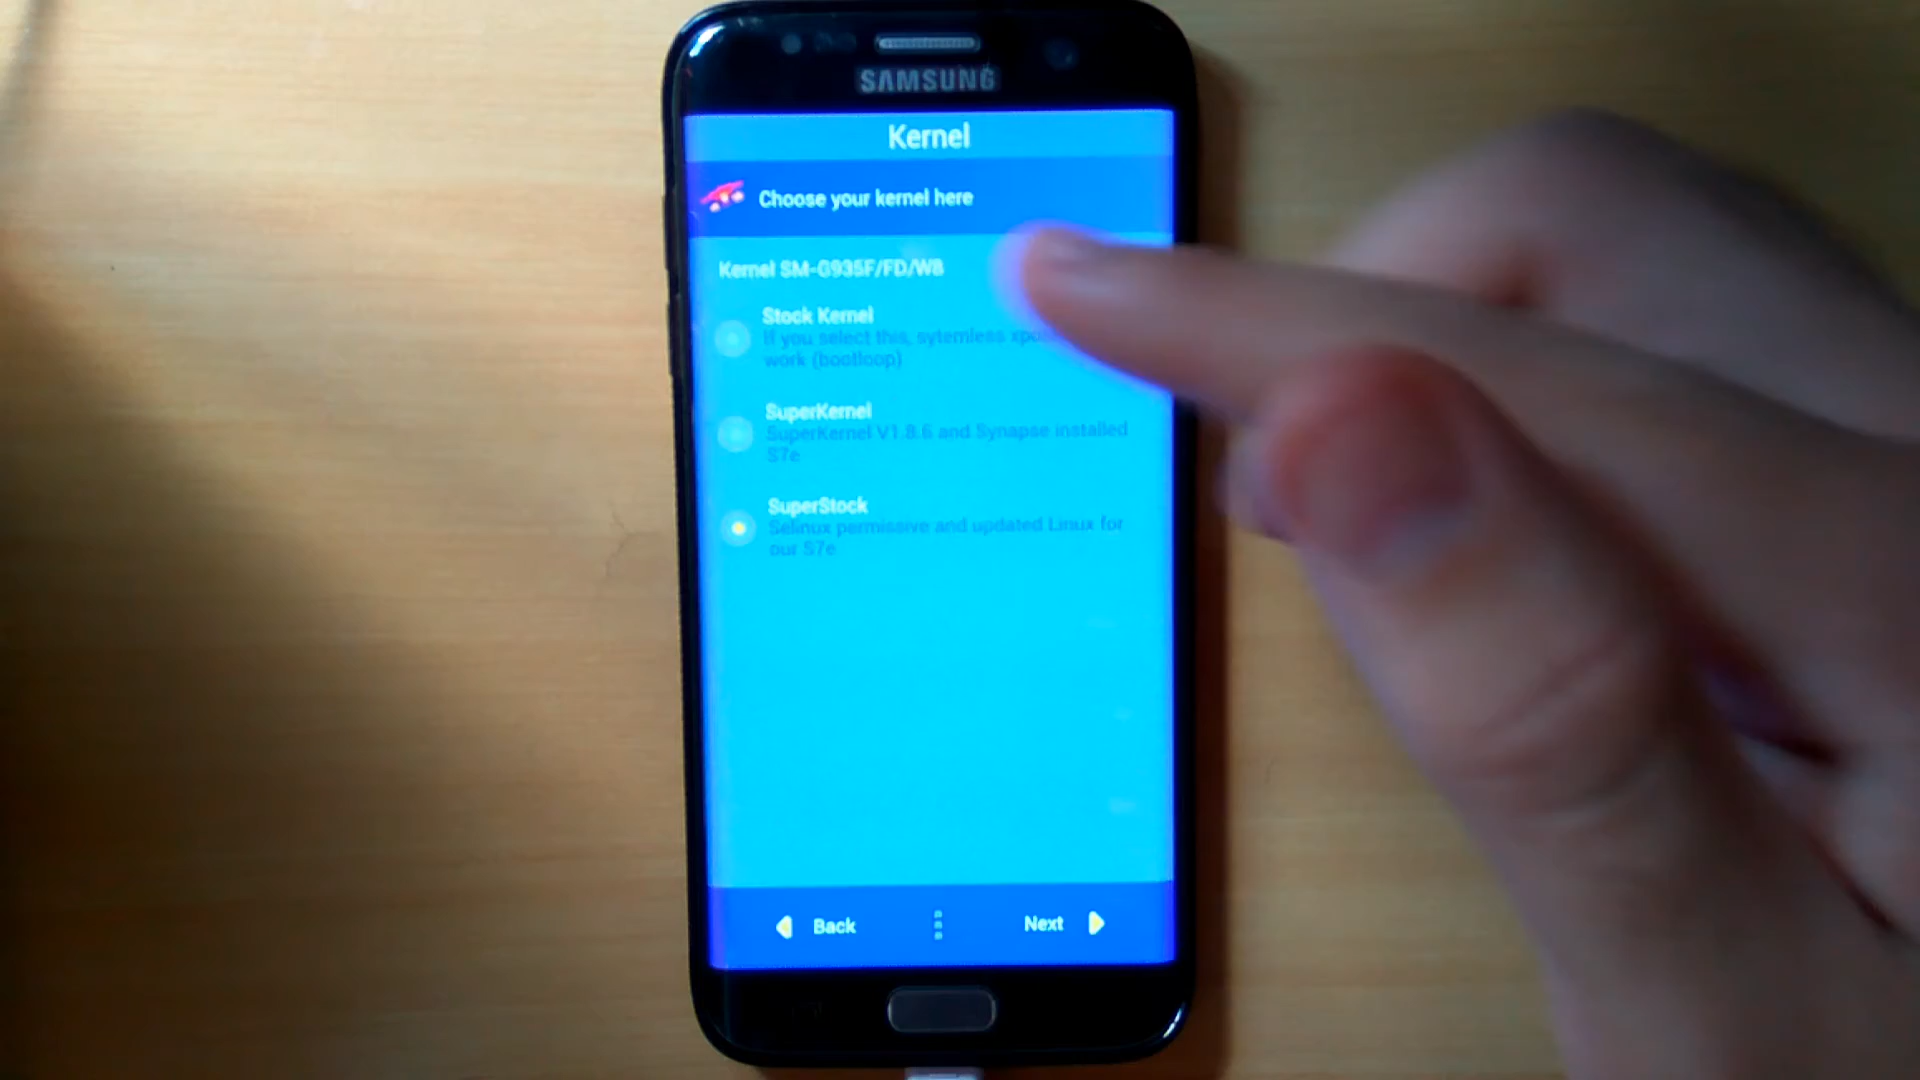 SAMSUNG
Kernel
Choose your kernel here
Kernel SM-G935F/FD/W8
Stock Kernel
If you select this, sytemless
work (bootloop)
SuperKernel
SuperKernel V1.8.6 and Synapse installed
S7e
SuperStock
Selinux permissive and updated Linux for
our S7e
Back
Next